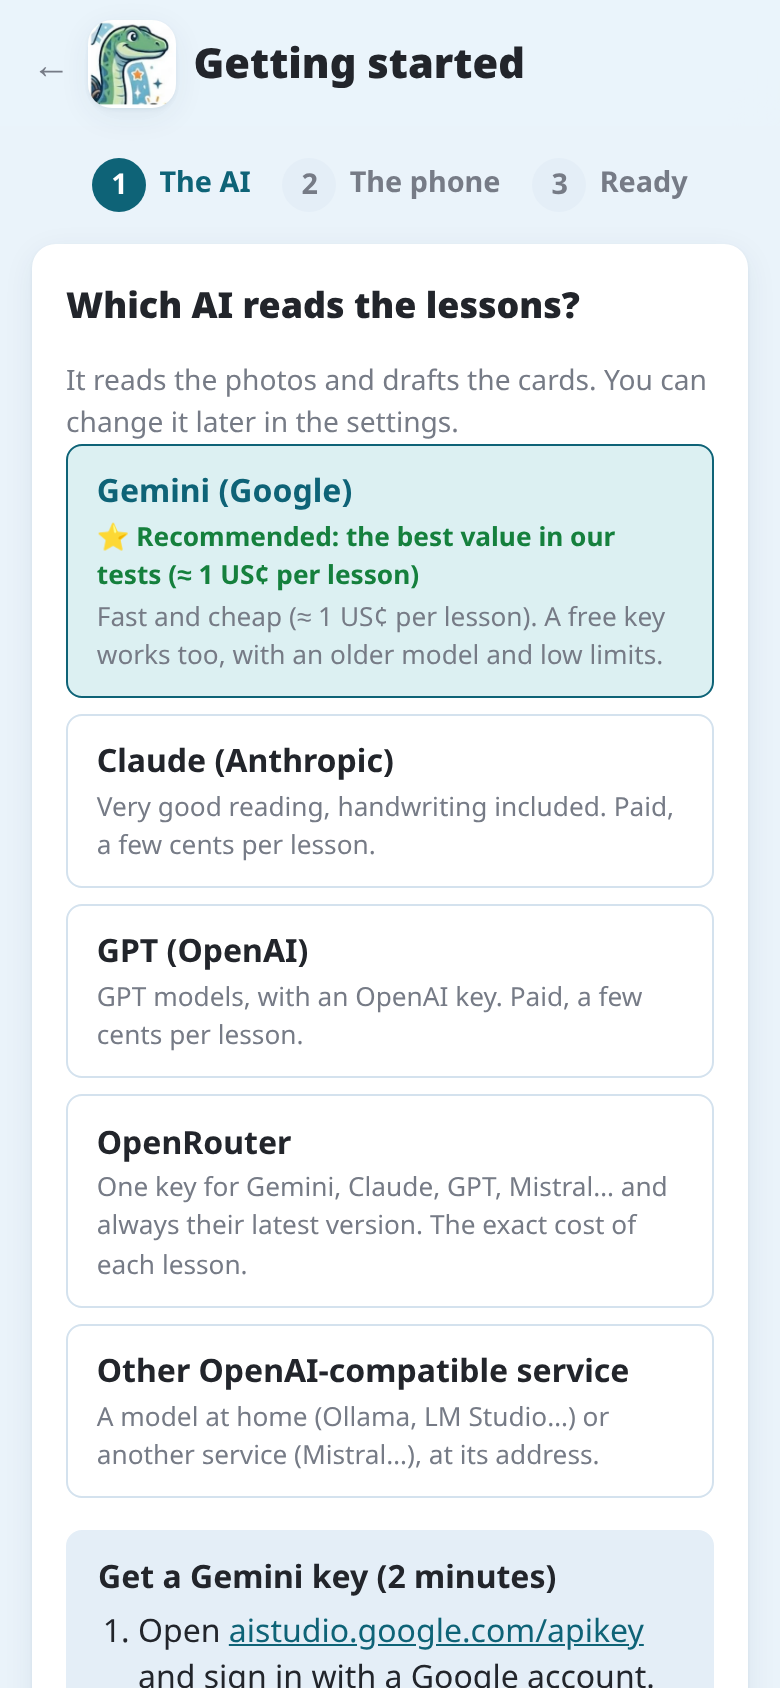 ← Getting started
1 The AI 2 The phone 3 Ready
Which AI reads the lessons?
It reads the photos and drafts the cards. You can
change it later in the settings.
Gemini (Google)
⭐ Recommended: the best value in our
tests (≈ 1 US¢ per lesson)
Fast and cheap (≈ 1 US¢ per lesson). A free key
works too, with an older model and low limits.
Claude (Anthropic)
Very good reading, handwriting included. Paid,
a few cents per lesson.
GPT (OpenAI)
GPT models, with an OpenAI key. Paid, a few
cents per lesson.
OpenRouter
One key for Gemini, Claude, GPT, Mistral… and
always their latest version. The exact cost of
each lesson.
Other OpenAI-compatible service
A model at home (Ollama, LM Studio…) or
another service (Mistral…), at its address.
Get a Gemini key (2 minutes)
1. Open aistudio.google.com/apikey
and sign in with a Google account.